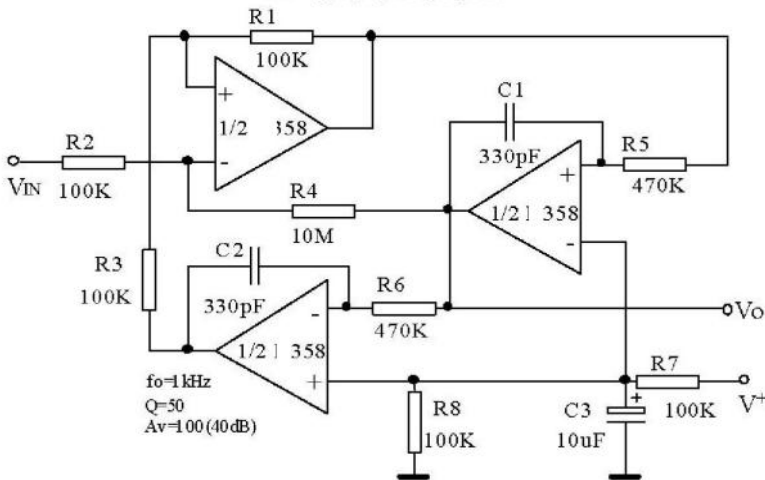 R1
100K
C1
+
1/2 358
-
330pF
R5
470K
R2
VIN
100K
R4
10M
+
1/2 358
-
R3
100K
C2
330pF
R6
470K
Vo
-
1/2 358
+
fo=1kHz
Q=50
Av=100(40dB)
R8
100K
C3
10uF
+
R7
100K
V+